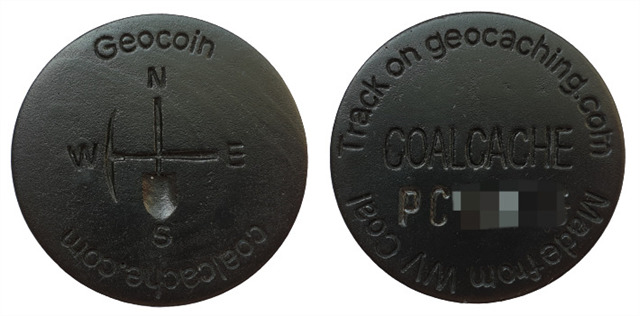 Geocoin
N
W E
S
coalcache.com
Track on geocaching.com
COALCACHE
PC
Made from WV Coal